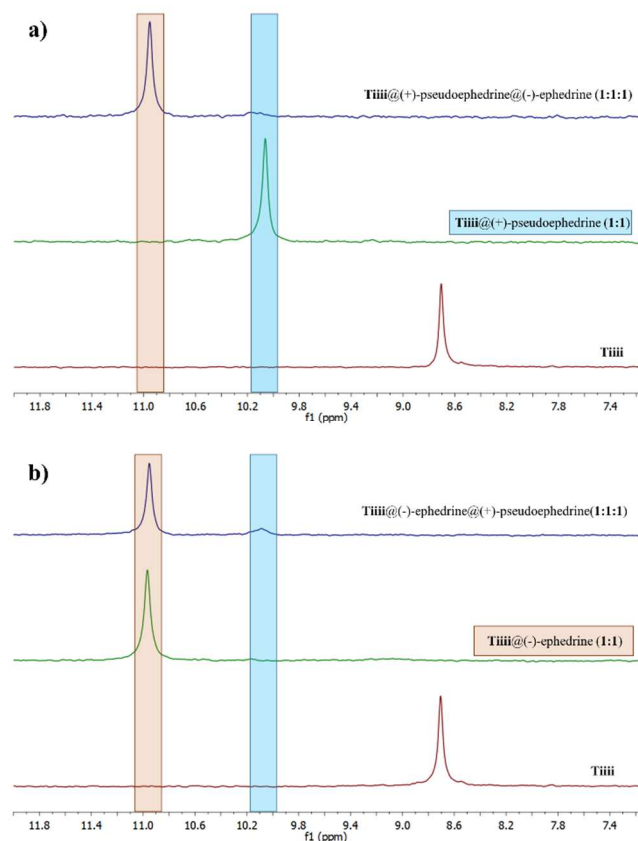 a)
Tiiii@(+)-pseudoephedrine@(-)-ephedrine (1:1:1)
Tiiii@(+)-pseudoephedrine (1:1)
Tiiii
11.8 11.4 11.0 10.6 10.2 9.8 9.4 9.0 8.6 8.2 7.8 7.4
f1 (ppm)
b)
Tiiii@(-)-ephedrine@(+)-pseudoephedrine(1:1:1)
Tiiii@(-)-ephedrine (1:1)
Tiiii
11.8 11.4 11.0 10.6 10.2 9.8 9.4 9.0 8.6 8.2 7.8 7.4
f1 (ppm)